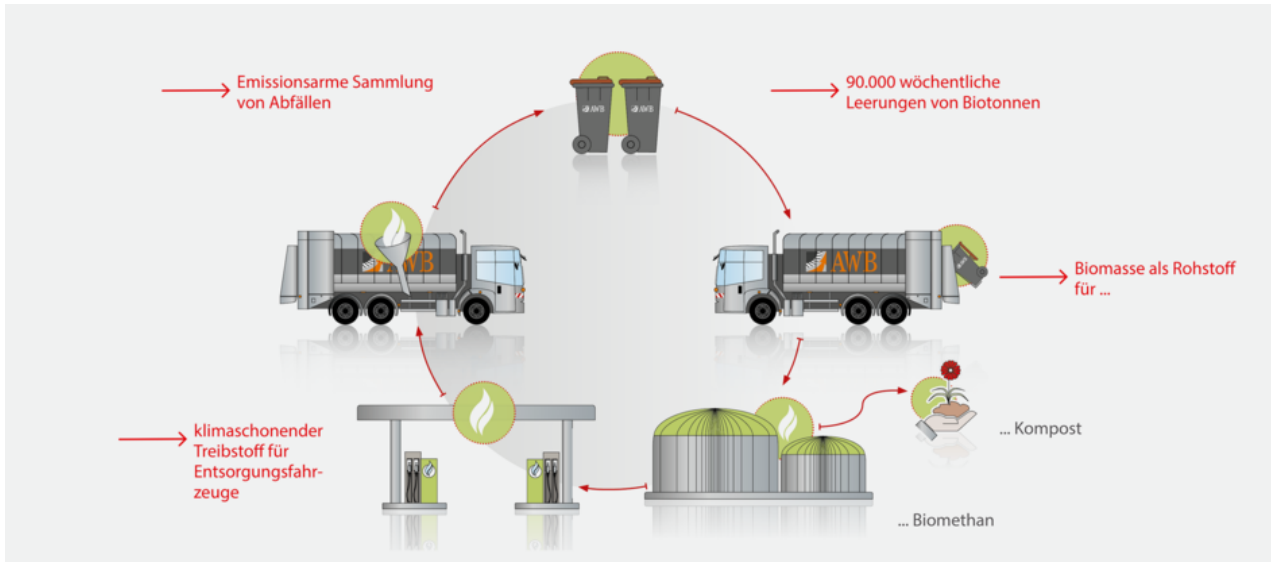 Emissionsarme Sammlung
von Abfällen
90.000 wöchentliche
Leerungen von Biotonnen
AWB
AWB
AWB
AWB
Biomasse als Rohstoff
für ...
... Kompost
klimaschonender
Treibstoff für
Entsorgungsfahr-
zeuge
... Biomethan